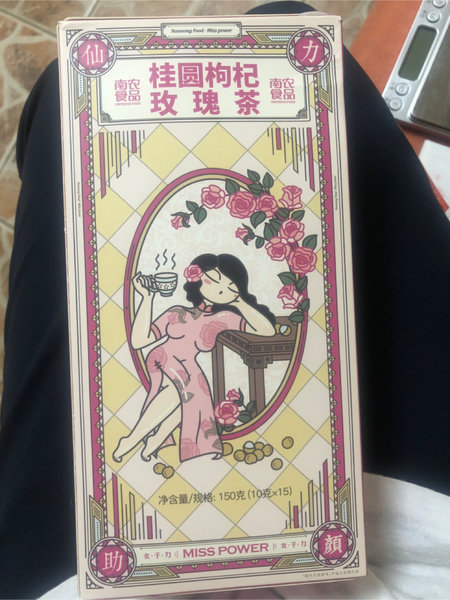 Nannong Food · Miss power
仙
力
南农
食品
桂圆枸杞
玫瑰茶
南农
食品
净含量/规格: 150克 (10克×15)
助
女·子·力
MISS POWER
女·子·力
顏